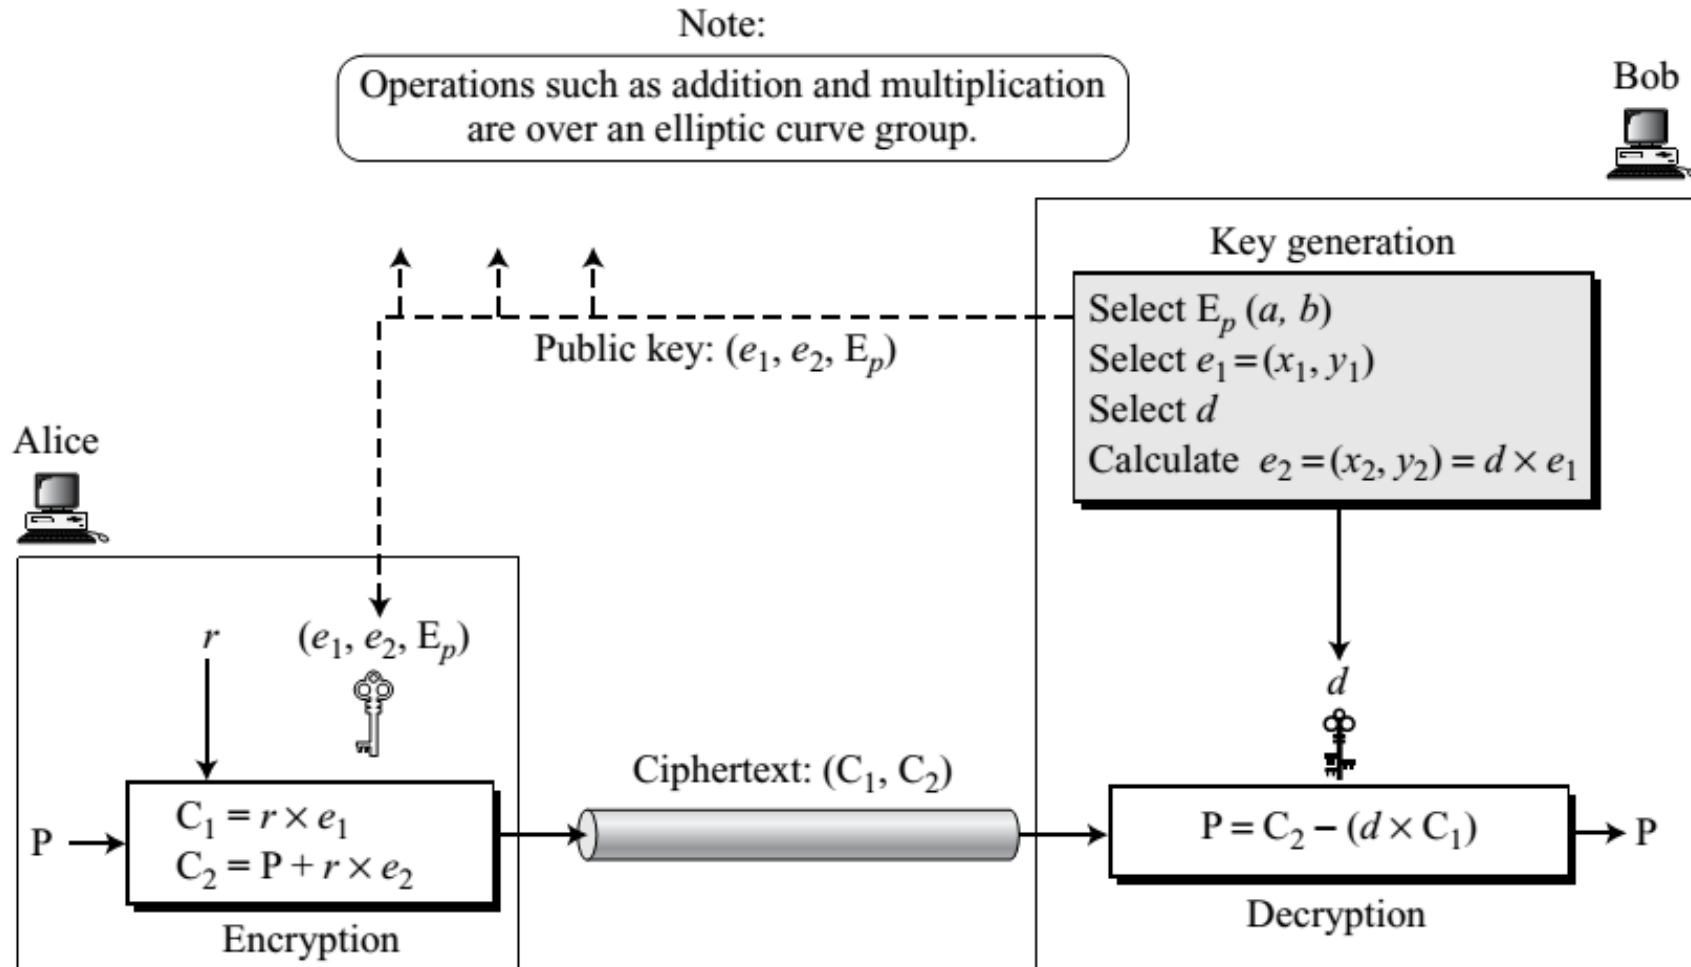 Note:
Operations such as addition and multiplication
are over an elliptic curve group.
Bob
Key generation
Select Eₚ (a, b)
Select e₁ = (x₁, y₁)
Select d
Calculate e₂ = (x₂, y₂) = d × e₁
Public key: (e₁, e₂, Eₚ)
Alice
r
(e₁, e₂, Eₚ)
d
Ciphertext: (C₁, C₂)
P
C₁ = r × e₁
C₂ = P + r × e₂
P = C₂ − (d × C₁)
P
Encryption
Decryption